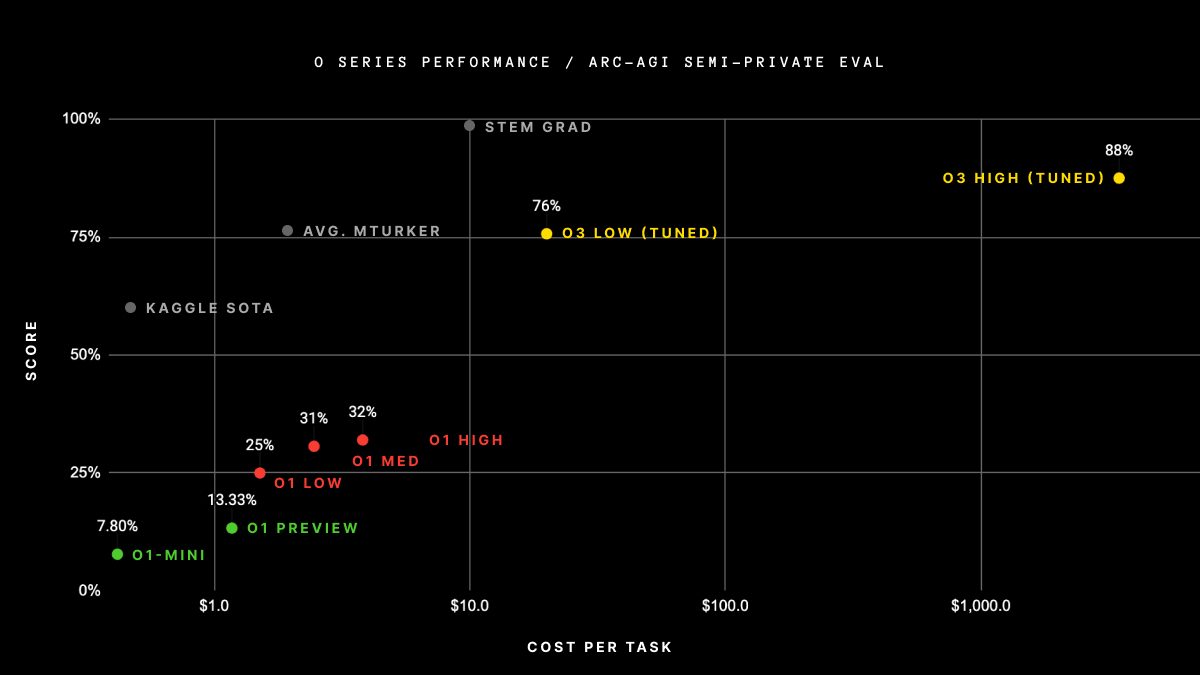 O SERIES PERFORMANCE / ARC-AGI SEMI-PRIVATE EVAL
100%
STEM GRAD
88%
O3 HIGH (TUNED)
76%
O3 LOW (TUNED)
AVG. MTURKER
75%
KAGGLE SOTA
SCORE
50%
31%
32%
25%
O1 HIGH
O1 MED
25%
O1 LOW
13.33%
7.80%
O1 PREVIEW
O1-MINI
0%
$1.0
$10.0
$100.0
$1,000.0
COST PER TASK